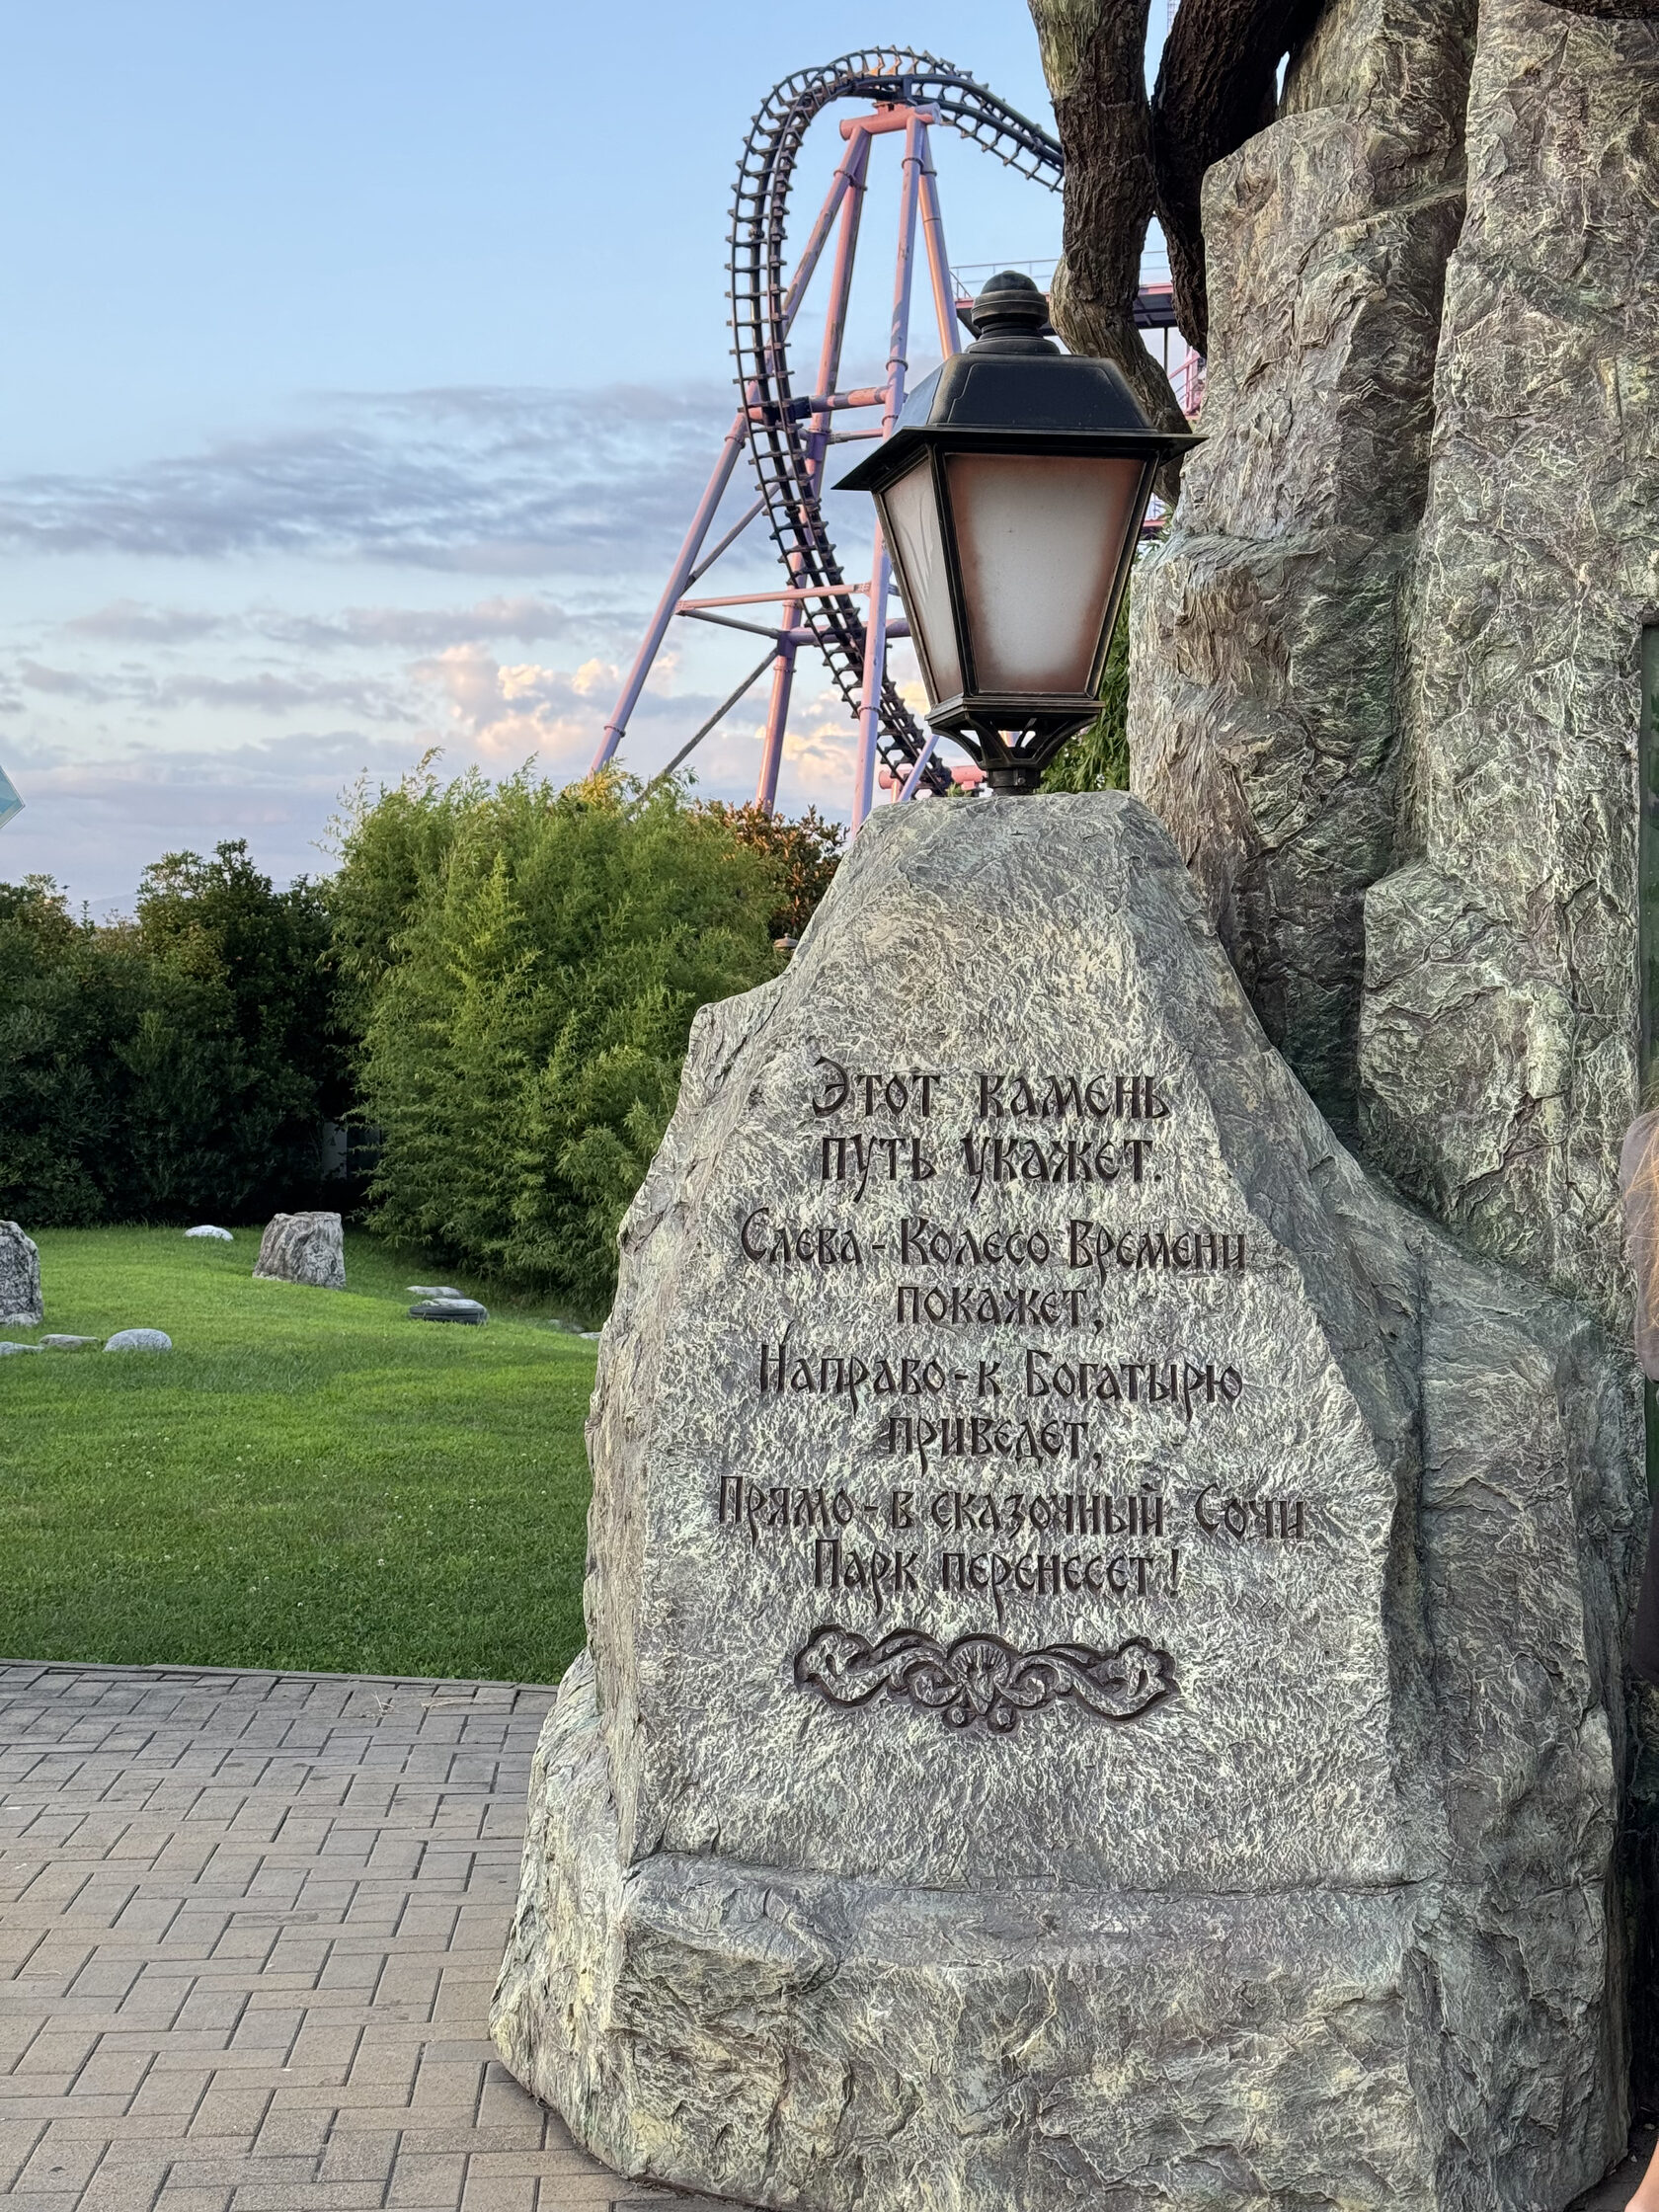 Этот камень
путь укажет.
Слева - Колесо Времени
покажет,
Направо - к Богатырю
приведет,
Прямо - в сказочный Сочи
Парк перенесет!